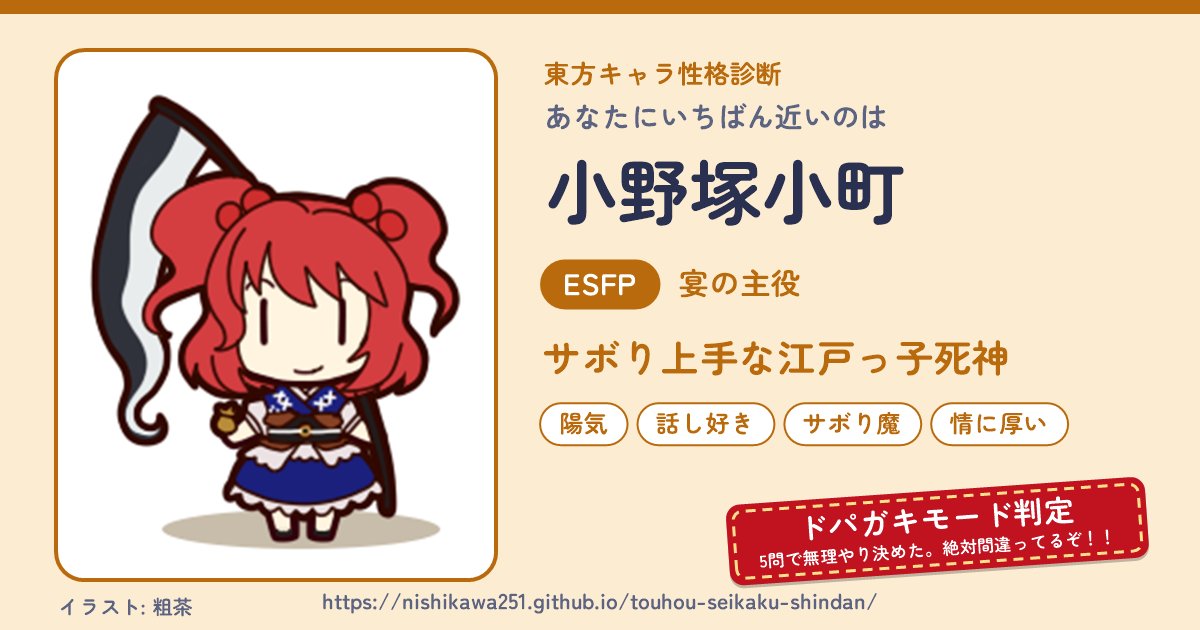 東方キャラ性格診断
あなたにいちばん近いのは
小野塚小町
ESFP 宴の主役
サボり上手な江戸っ子死神
陽気 話し好き サボり魔 情に厚い
ドパガキモード判定
5問で無理やり決めた。絶対間違ってるぞ！！
イラスト: 粗茶
https://nishikawa251.github.io/touhou-seikaku-shindan/